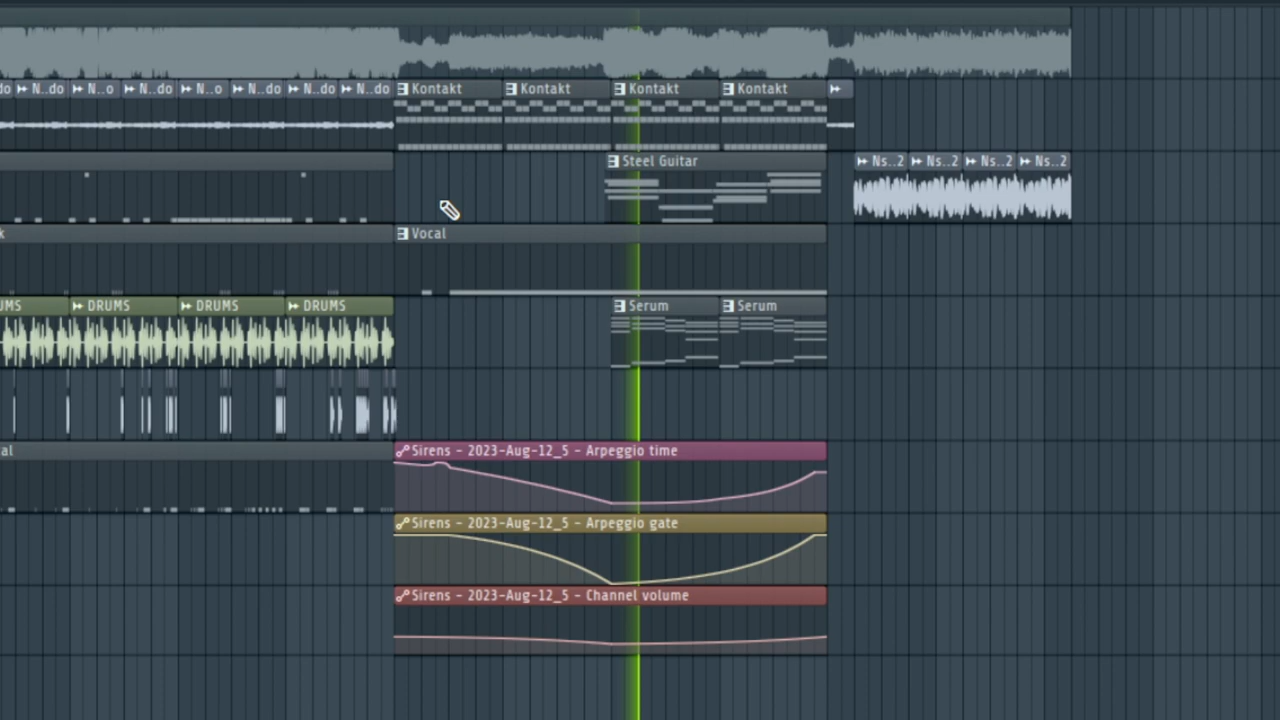 do N..do N..o N..do N..o N..do N..do N..do Kontakt Kontakt Kontakt Kontakt
Steel Guitar Ns..2 Ns..2 Ns..2 Ns..2
k Vocal
UMS DRUMS DRUMS DRUMS Serum Serum
al Sirens - 2023-Aug-12_5 - Arpeggio time
Sirens - 2023-Aug-12_5 - Arpeggio gate
Sirens - 2023-Aug-12_5 - Channel volume